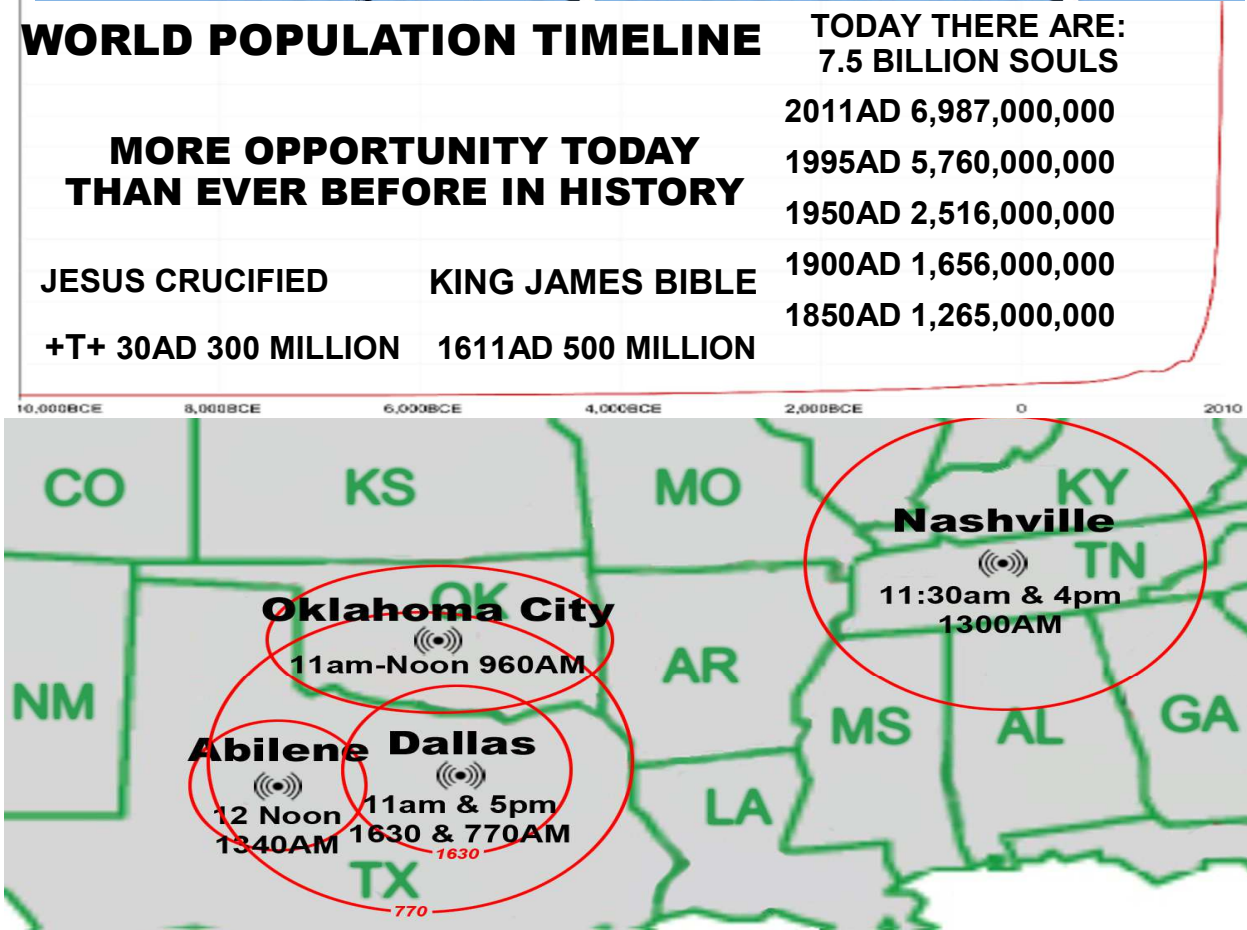 WORLD POPULATION TIMELINE
TODAY THERE ARE:
7.5 BILLION SOULS
MORE OPPORTUNITY TODAY
THAN EVER BEFORE IN HISTORY
2011AD 6,987,000,000
1995AD 5,760,000,000
1950AD 2,516,000,000
1900AD 1,656,000,000
1850AD 1,265,000,000
JESUS CRUCIFIED
+T+ 30AD 300 MILLION
KING JAMES BIBLE
1611AD 500 MILLION
10,000BCE 8,000BCE 6,000BCE 4,000BCE 2,000BCE 0 2010
CO KS MO KY
Nashville
TN
11:30am & 4pm
1300AM
OK
Oklahoma City
11am-Noon 960AM
NM AR MS AL GA
Abilene
12 Noon
1340AM
Dallas
11am & 5pm
1630 & 770AM
1630
LA
TX
770